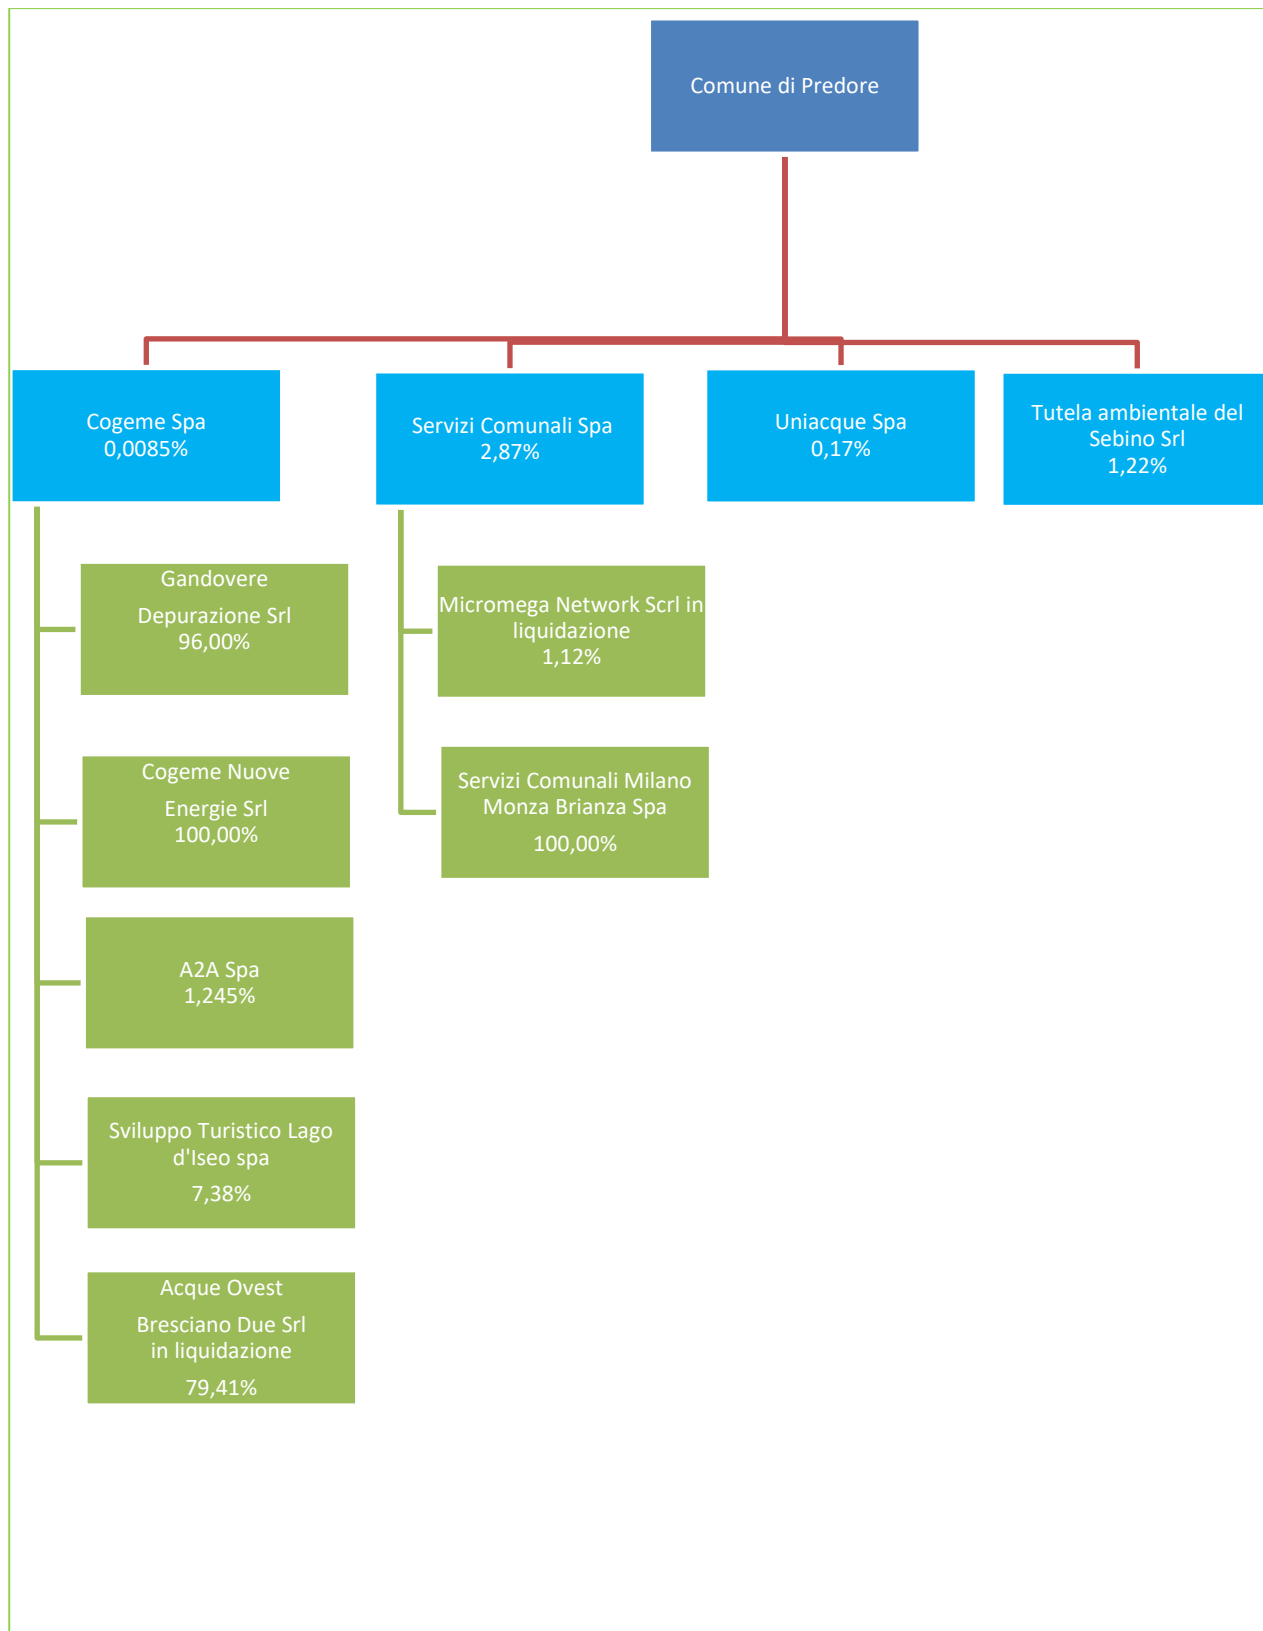 Comune di Predore
Cogeme Spa
0,0085%
Servizi Comunali Spa
2,87%
Uniacque Spa
0,17%
Tutela ambientale del
Sebino Srl
1,22%
Gandovere
Depurazione Srl
96,00%
Cogeme Nuove
Energie Srl
100,00%
A2A Spa
1,245%
Sviluppo Turistico Lago
d'Iseo spa
7,38%
Acque Ovest
Bresciano Due Srl
in liquidazione
79,41%
Micromega Network Scrl in
liquidazione
1,12%
Servizi Comunali Milano
Monza Brianza Spa
100,00%